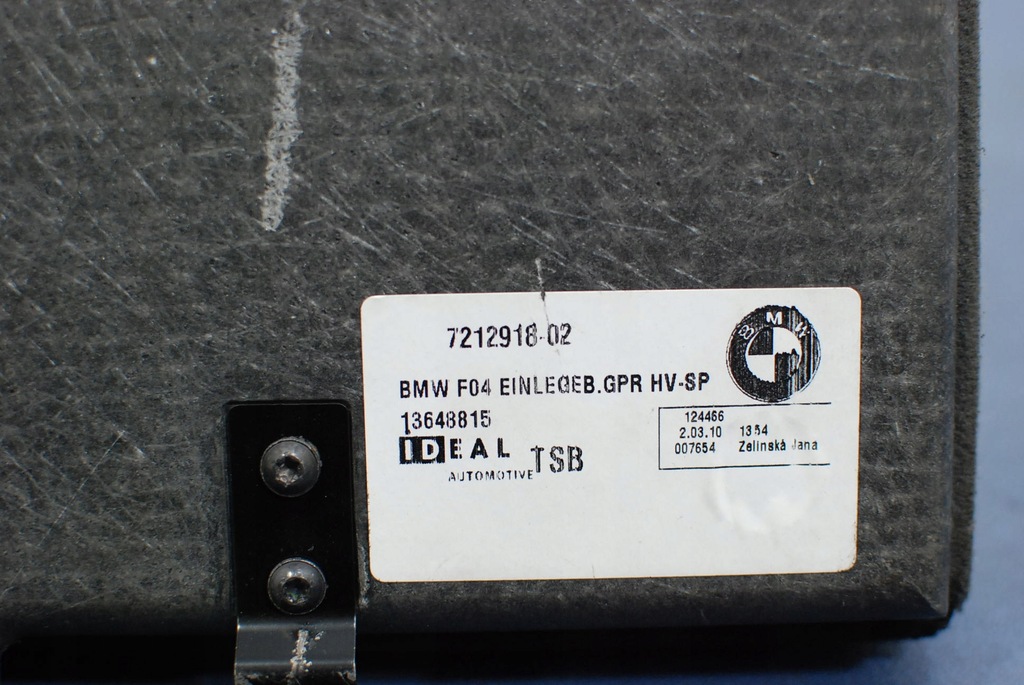 7212918-02
BMW
BMW F04 EINLEGEB.GPR HV-SP
13648815
IDEAL
AUTOMOTIVE
TSB
124466
2.03.10 1354
007654 Zelinská Jana